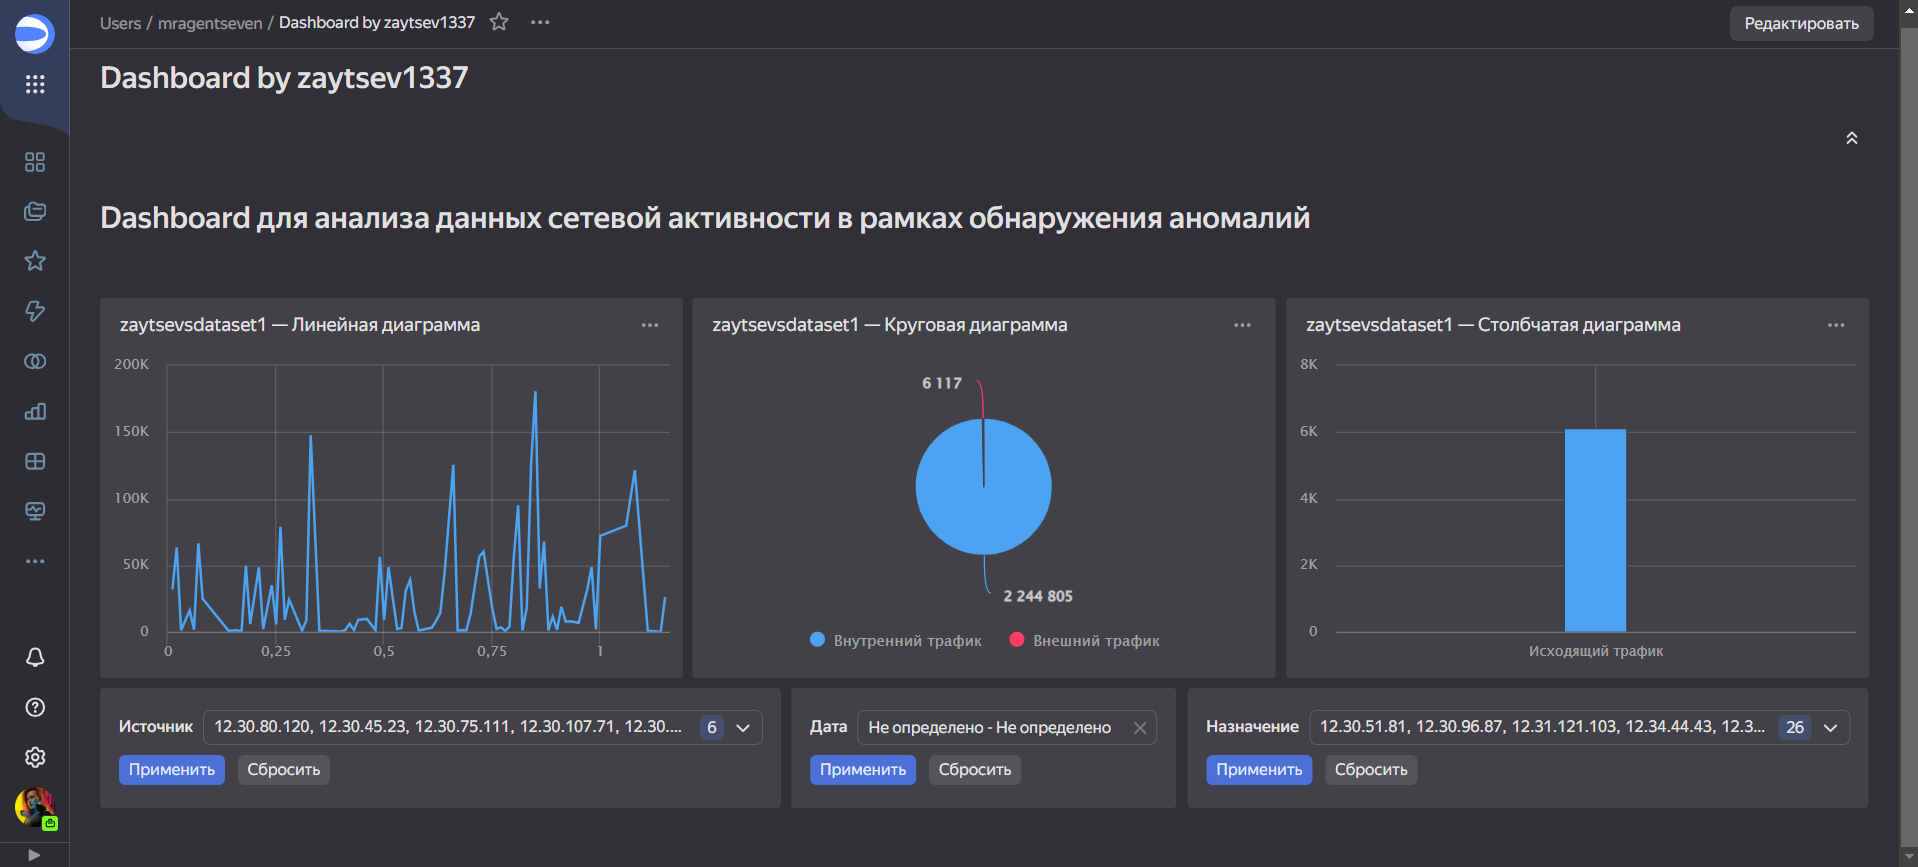 Users / mragentseven / Dashboard by zaytsev1337
Редактировать
Dashboard by zaytsev1337
Dashboard для анализа данных сетевой активности в рамках обнаружения аномалий
zaytsevsdataset1 — Линейная диаграмма
200K
150K
100K
50K
0
0 0,25 0,5 0,75 1
zaytsevsdataset1 — Круговая диаграмма
6 117
2 244 805
Внутренний трафик Внешний трафик
zaytsevsdataset1 — Столбчатая диаграмма
8K
6K
4K
2K
0
Исходящий трафик
Источник 12.30.80.120, 12.30.45.23, 12.30.75.111, 12.30.107.71, 12.30.... 6
Применить Сбросить
Дата Не определено - Не определено
Применить Сбросить
Назначение 12.30.51.81, 12.30.96.87, 12.31.121.103, 12.34.44.43, 12.3... 26
Применить Сбросить